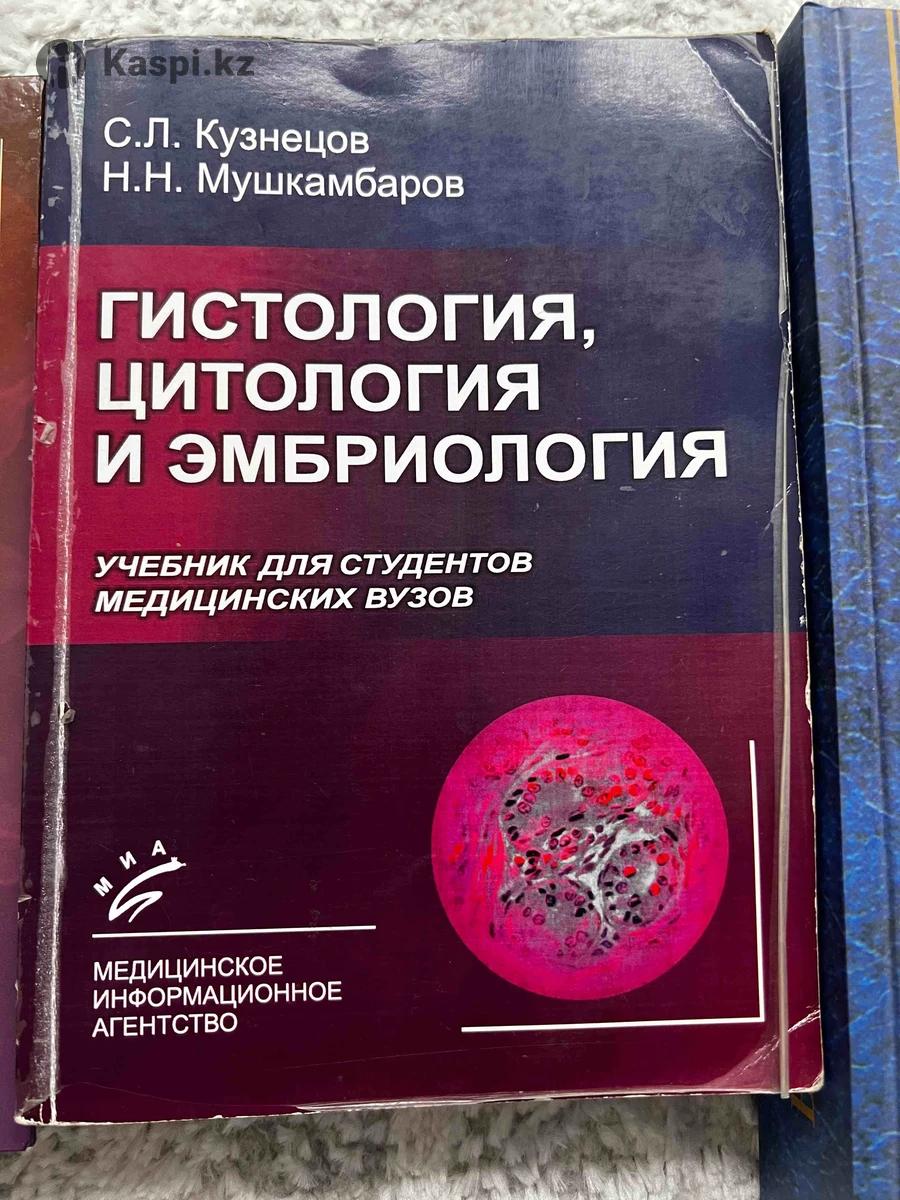 Kaspi.kz
С.Л. Кузнецов
Н.Н. Мушкамбаров
ГИСТОЛОГИЯ,
ЦИТОЛОГИЯ
И ЭМБРИОЛОГИЯ
УЧЕБНИК ДЛЯ СТУДЕНТОВ
МЕДИЦИНСКИХ ВУЗОВ
МИА
МЕДИЦИНСКОЕ
ИНФОРМАЦИОННОЕ
АГЕНТСТВО